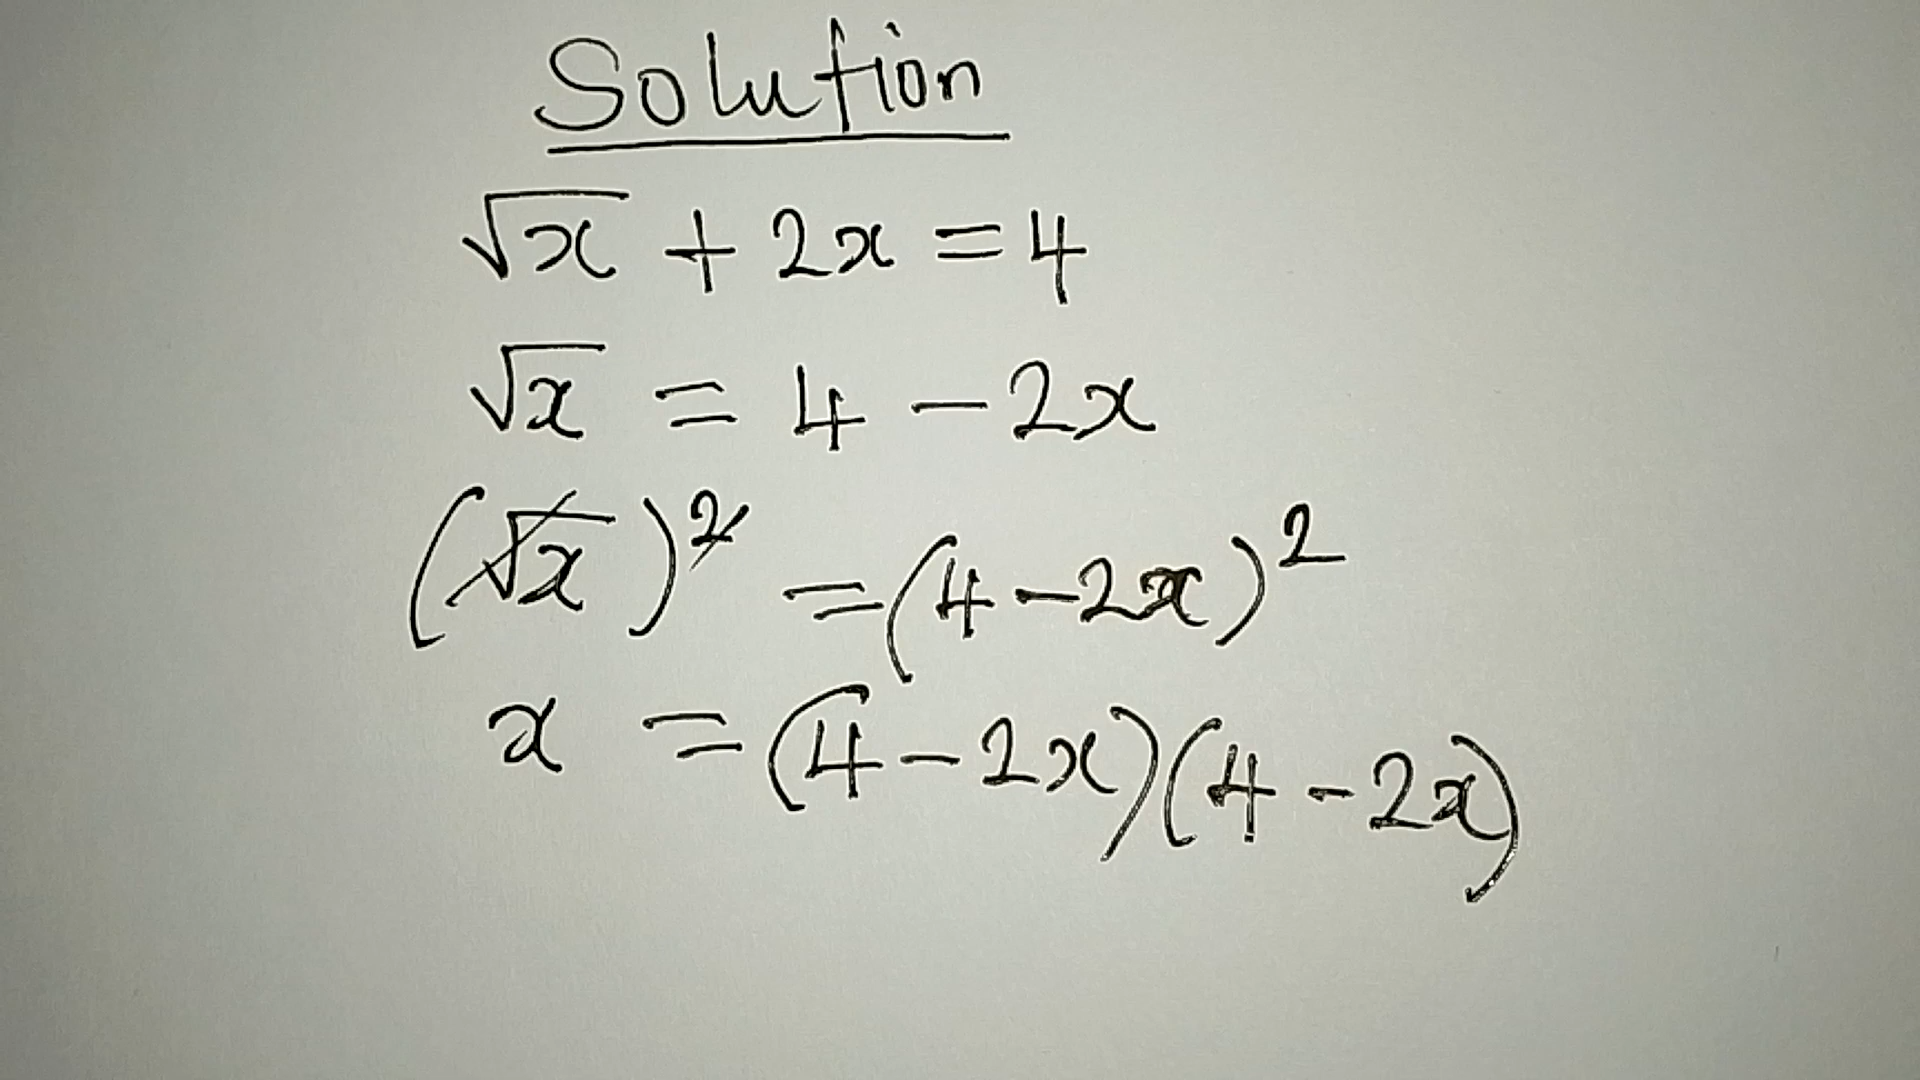 Solution
√x + 2x = 4
√x = 4 - 2x
(√x)² = (4 - 2x)²
x = (4 - 2x)(4 - 2x)